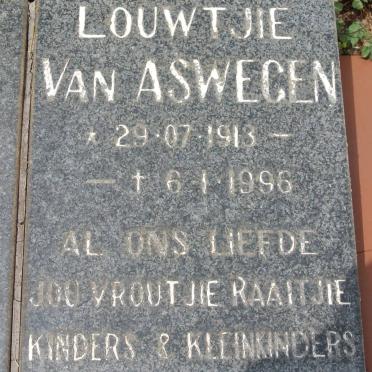 LOUWTJIE
VAN ASWEGEN
* 29·07·1913 —
— † 6·1·1996
AL ONS LIEFDE
JOU VROUTJIE RAAITJIE
KINDERS & KLEINKINDERS